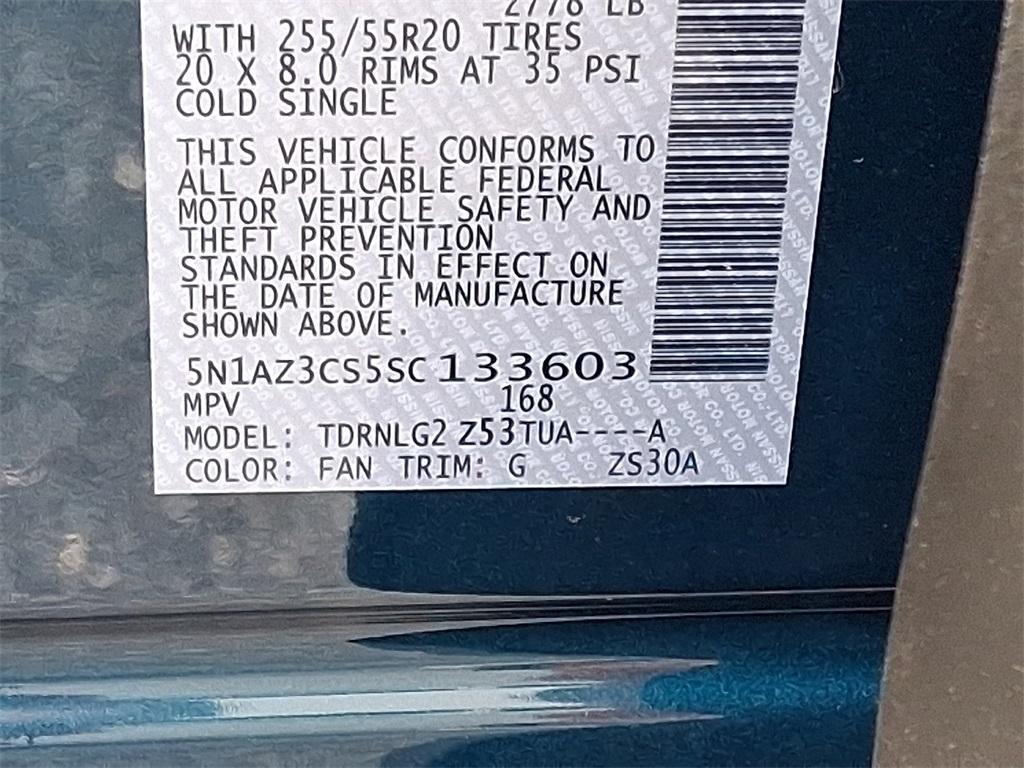 2778 LB
WITH 255/55R20 TIRES
20 X 8.0 RIMS AT 35 PSI
COLD SINGLE
THIS VEHICLE CONFORMS TO
ALL APPLICABLE FEDERAL
MOTOR VEHICLE SAFETY AND
THEFT PREVENTION
STANDARDS IN EFFECT ON
THE DATE OF MANUFACTURE
SHOWN ABOVE.
5N1AZ3CS5SC133603
MPV 168
MODEL: TDRNLG2 Z53TUA----A
COLOR: FAN TRIM: G ZS30A